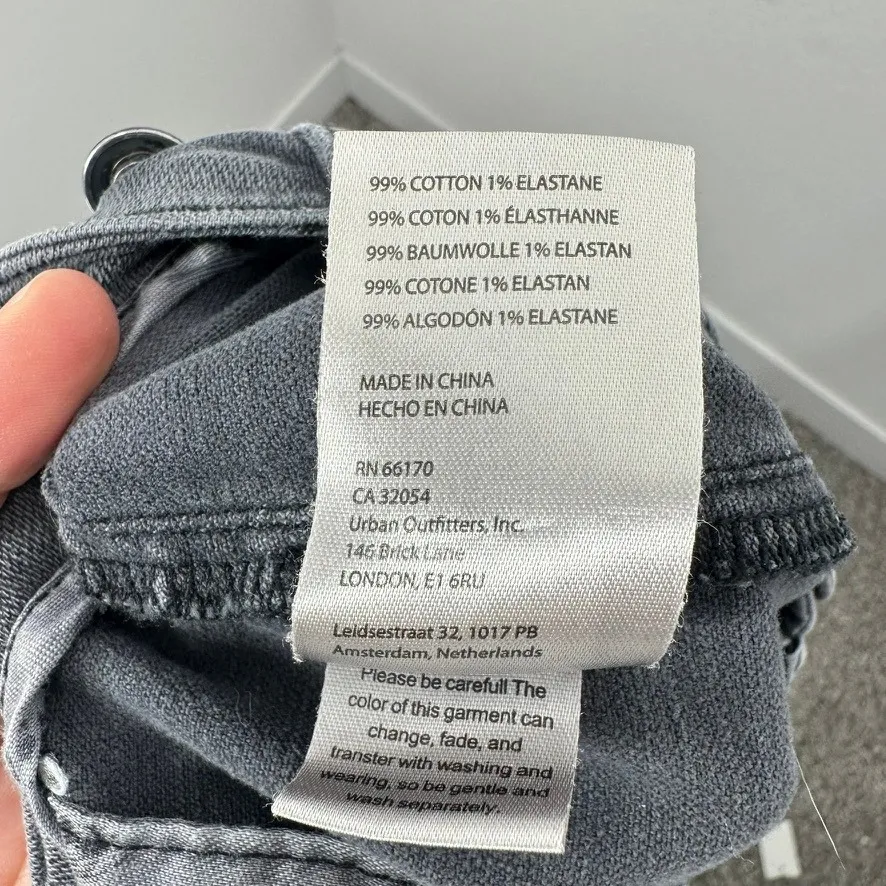 99% COTTON 1% ELASTANE
99% COTON 1% ÉLASTHANNE
99% BAUMWOLLE 1% ELASTAN
99% COTONE 1% ELASTAN
99% ALGODÓN 1% ELASTANE
MADE IN CHINA
HECHO EN CHINA
RN 66170
CA 32054
Urban Outfitters, Inc.
146 Brick Lane
LONDON, E1 6RU
Leidsestraat 32, 1017 PB
Amsterdam, Netherlands
Please be carefull The
color of this garment can
change, fade, and
transfer with washing and
wearing, so be gentle and
wash separately.